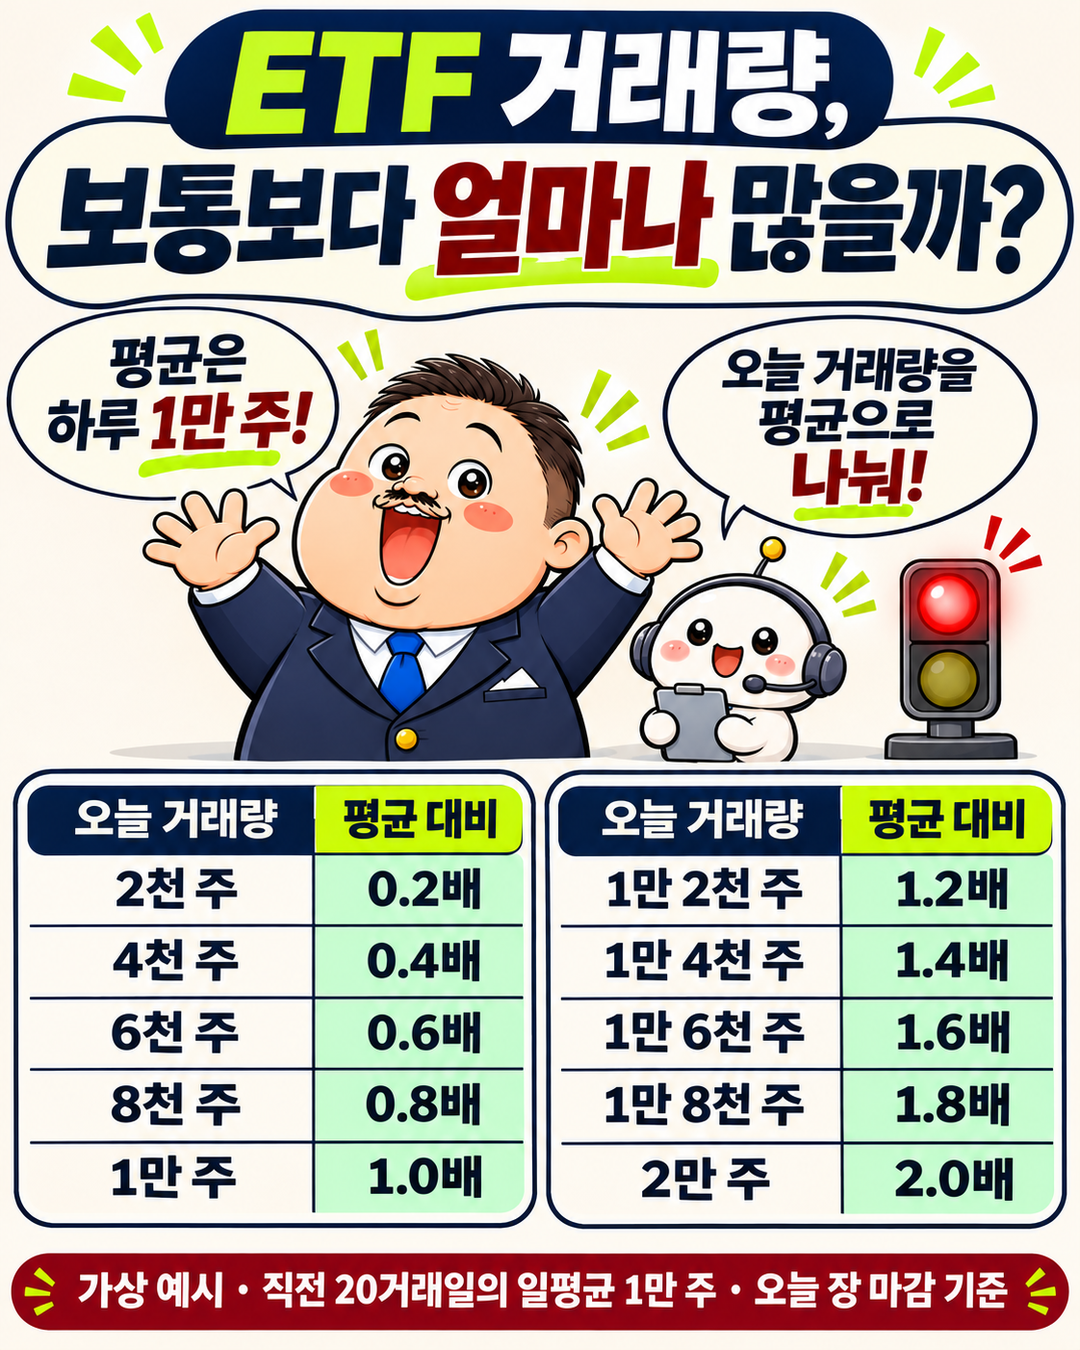 ETF 거래량,
보통보다 얼마나 많을까?
평균은
하루 1만 주!
오늘 거래량을
평균으로
나눠!
오늘 거래량 평균 대비
2천 주 0.2배
4천 주 0.4배
6천 주 0.6배
8천 주 0.8배
1만 주 1.0배
오늘 거래량 평균 대비
1만 2천 주 1.2배
1만 4천 주 1.4배
1만 6천 주 1.6배
1만 8천 주 1.8배
2만 주 2.0배
가상 예시 • 직전 20거래일의 일평균 1만 주 • 오늘 장 마감 기준